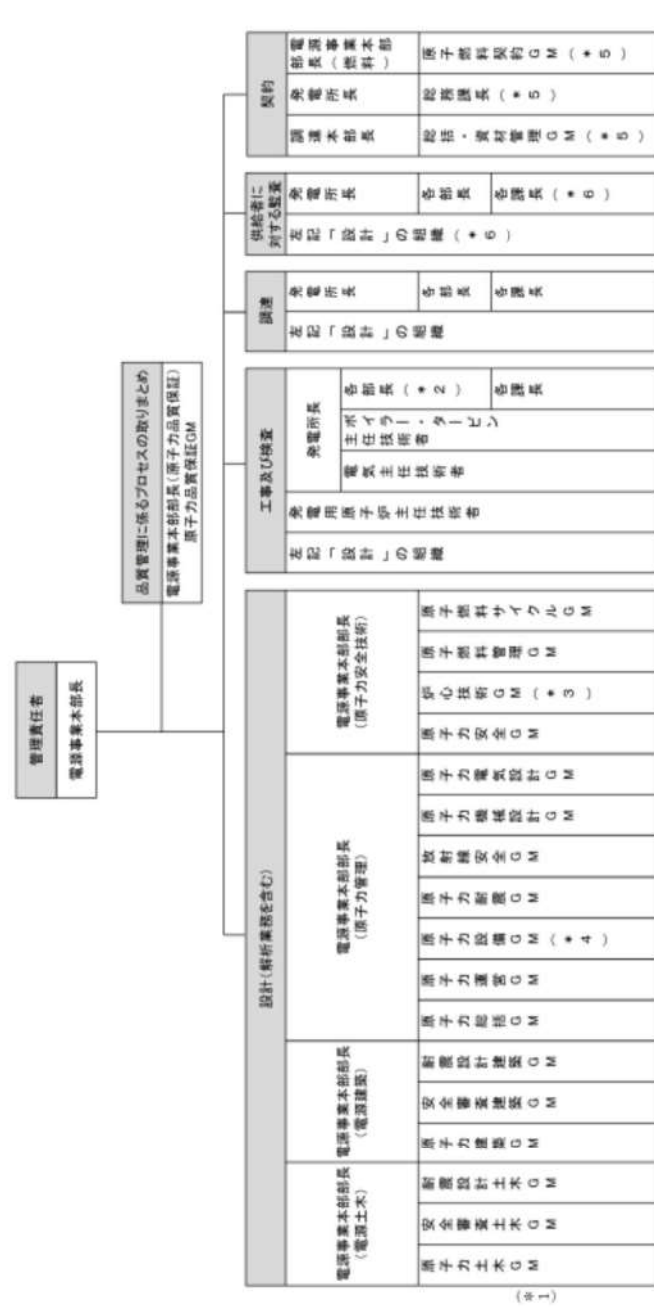 管理責任者
電源事業本部長
品質管理に係るプロセスの取りまとめ
電源事業本部部長(原子力品質保証)
原子力品質保証GM
設計(解析業務を含む)
電源事業本部部長
(電源土木)
原子力土木GM
安全審査土木GM
耐震設計土木GM
電源事業本部部長
(電源建築)
原子力建築GM
安全審査建築GM
耐震設計建築GM
電源事業本部部長
(原子力管理)
原子力総括GM
原子力運営GM
原子力設備GM(*4)
原子力耐震GM
放射線安全GM
原子力機械設計GM
原子力電気設計GM
電源事業本部部長
(原子力安全技術)
原子力安全GM
炉心技術GM(*3)
原子燃料管理GM
原子燃料サイクルGM
(*1)
工事及び検査
左記「設計」の組織
発電用原子炉主任技術者
発電所長
電気主任技術者
ボイラー・タービン
主任技術者
各部長(*2)
各課長
調達
左記「設計」の組織
発電所長
各部長
各課長
供給者に
対する監査
左記「設計」の組織(*6)
発電所長
各部長
各課長(*6)
契約
調達本部長
総括・資材管理GM(*5)
発電所長
総務課長(*5)
電源事業本部
部長(燃料)
原子燃料契約GM(*5)